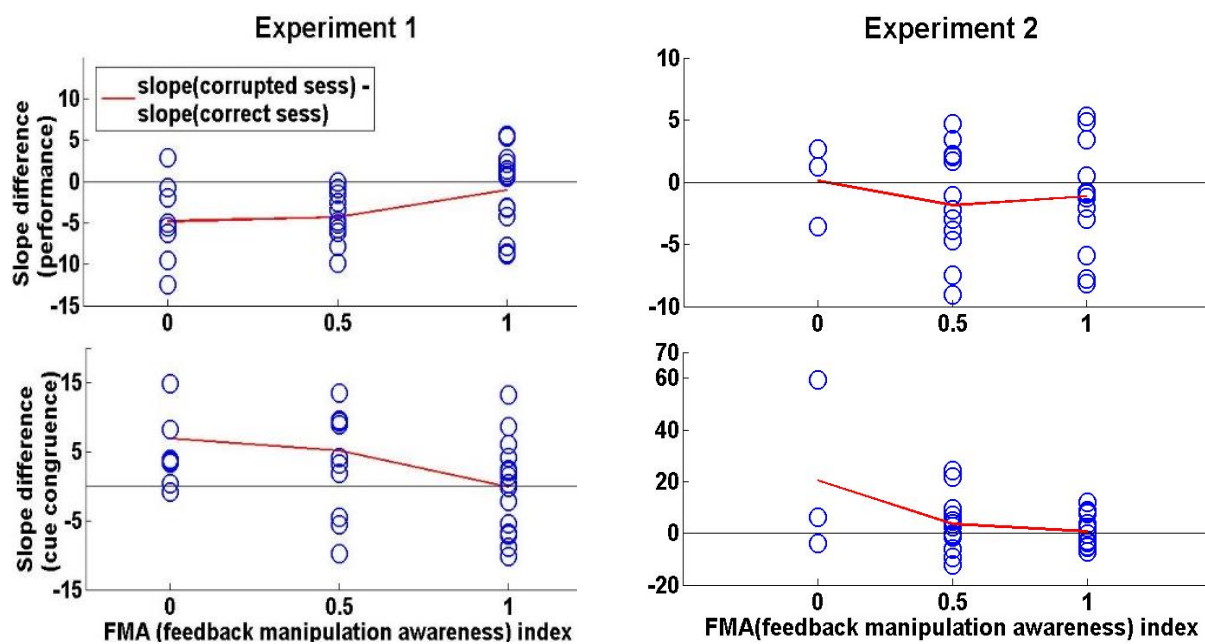 Experiment 1
slope(corrupted sess) -
slope(correct sess)
Slope difference
(performance)
10
5
0
-5
-10
-15
0 0.5 1
Experiment 2
10
5
0
-5
-10
0 0.5 1
Slope difference
(cue congruence)
15
5
-5
-15
0 0.5 1
FMA (feedback manipulation awareness) index
70
60
40
20
0
-20
0 0.5 1
FMA(feedback manipulation awareness) index